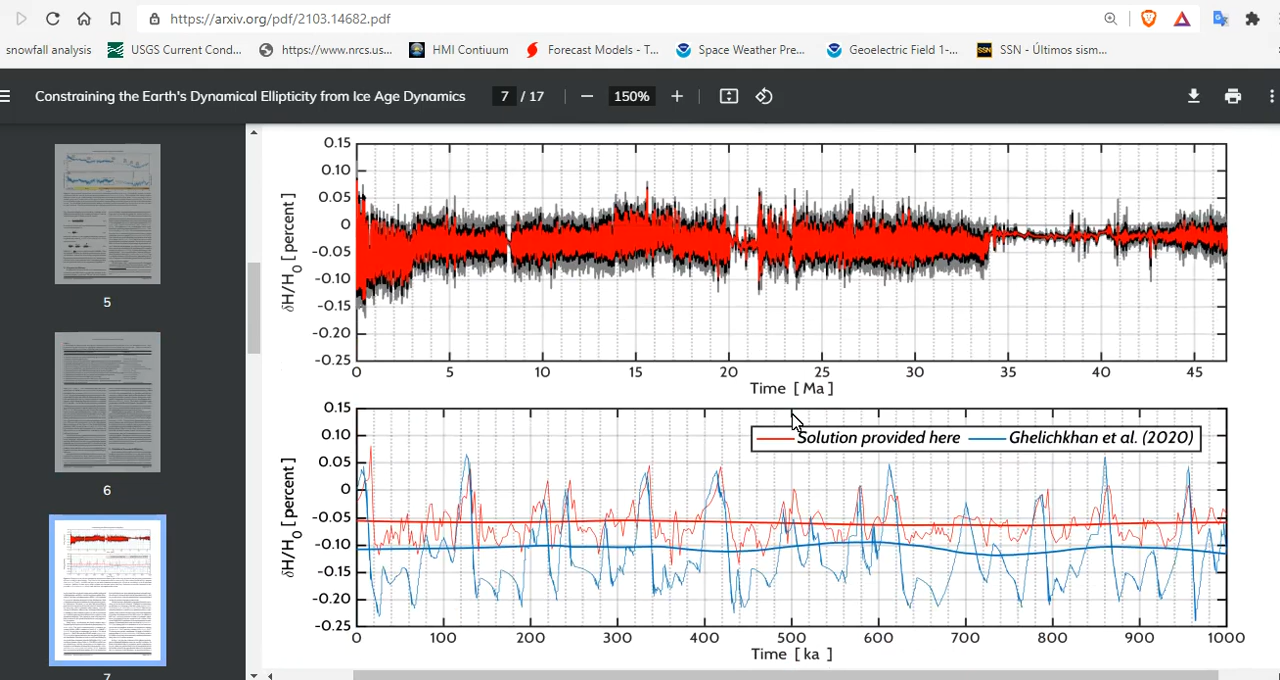 https://arxiv.org/pdf/2103.14682.pdf
snowfall analysis USGS Current Cond... https://www.nrcs.us... HMI Contiuum Forecast Models - T... Space Weather Pre... Geoelectric Field 1-... SSN SSN - Últimos sism...
Constraining the Earth's Dynamical Ellipticity from Ice Age Dynamics 7 / 17 150%
5
6
7
0.15
0.10
0.05
0
-0.05
-0.10
-0.15
-0.20
-0.25
δH/H0 [ percent ]
0 5 10 15 20 25 30 35 40 45
Time [ Ma ]
0.15
0.10
0.05
0
-0.05
-0.10
-0.15
-0.20
-0.25
δH/H0 [ percent ]
Solution provided here Ghelichkhan et al. (2020)
0 100 200 300 400 500 600 700 800 900 1000
Time [ ka ]